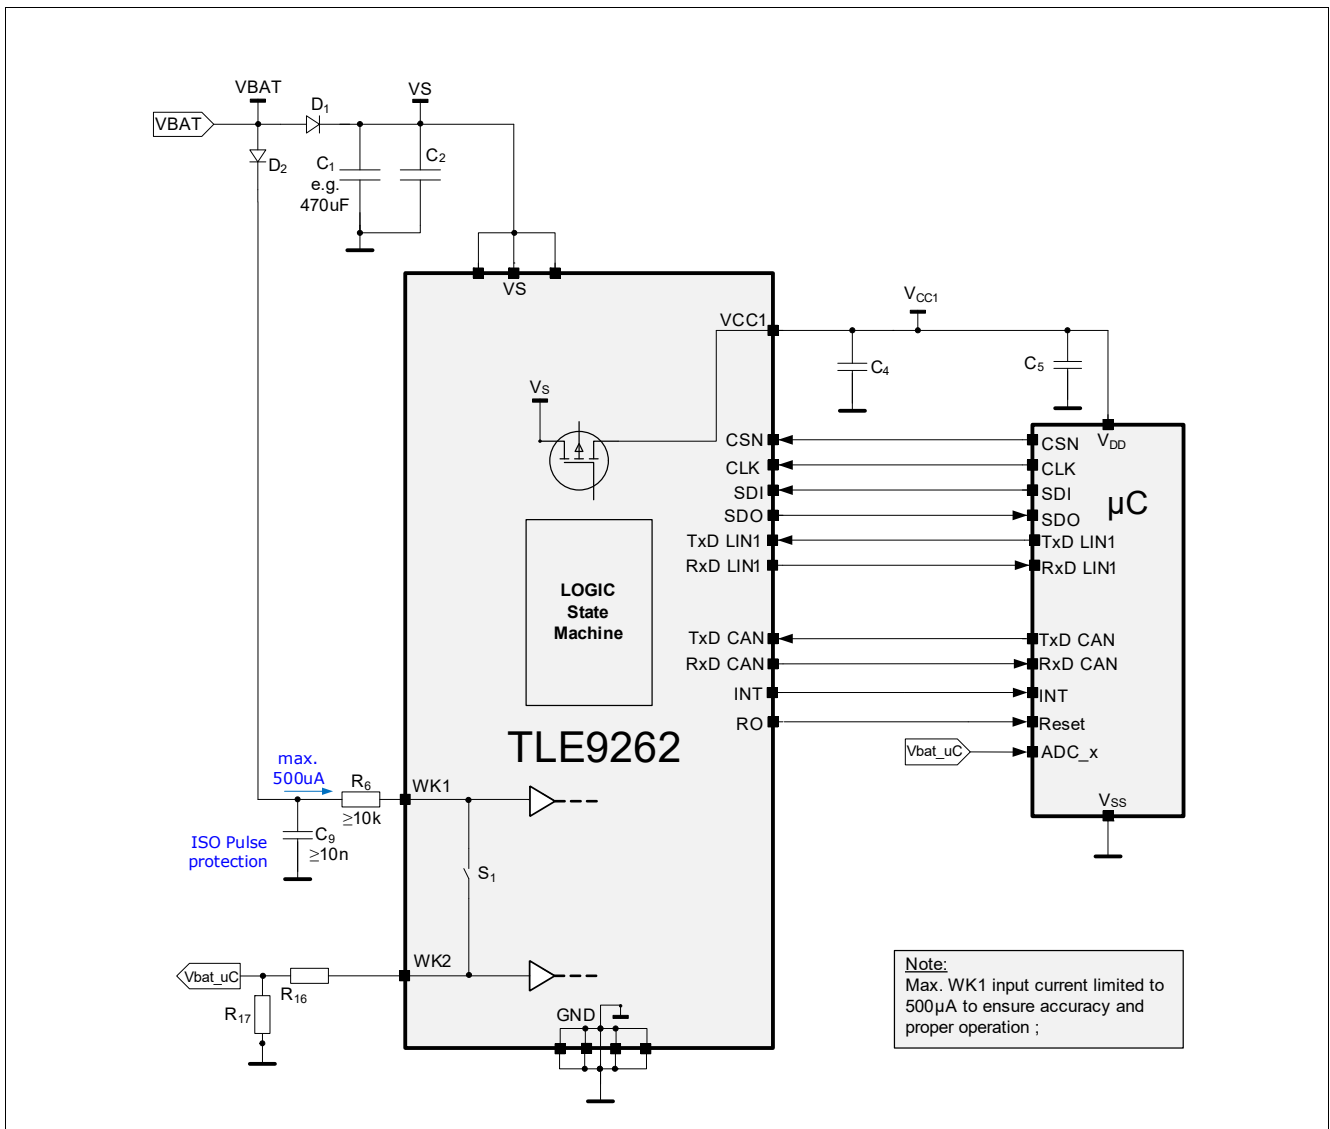 VBAT
VS
VBAT
D1
D2
C1
e.g.
470uF
C2
VS
VCC1
VCC1
C4
C5
VS
CSN
CLK
SDI
SDO
TxD LIN1
RxD LIN1
TxD CAN
RxD CAN
INT
RO
VDD
CSN
CLK
SDI
SDO
TxD LIN1
RxD LIN1
TxD CAN
RxD CAN
INT
Reset
ADC_x
VSS
µC
Vbat_uC
LOGIC
State
Machine
TLE9262
max.
500uA
R6
≥10k
WK1
ISO Pulse
protection
C9
≥10n
S1
WK2
Vbat_uC
R16
R17
GND
Note:
Max. WK1 input current limited to
500µA to ensure accuracy and
proper operation ;